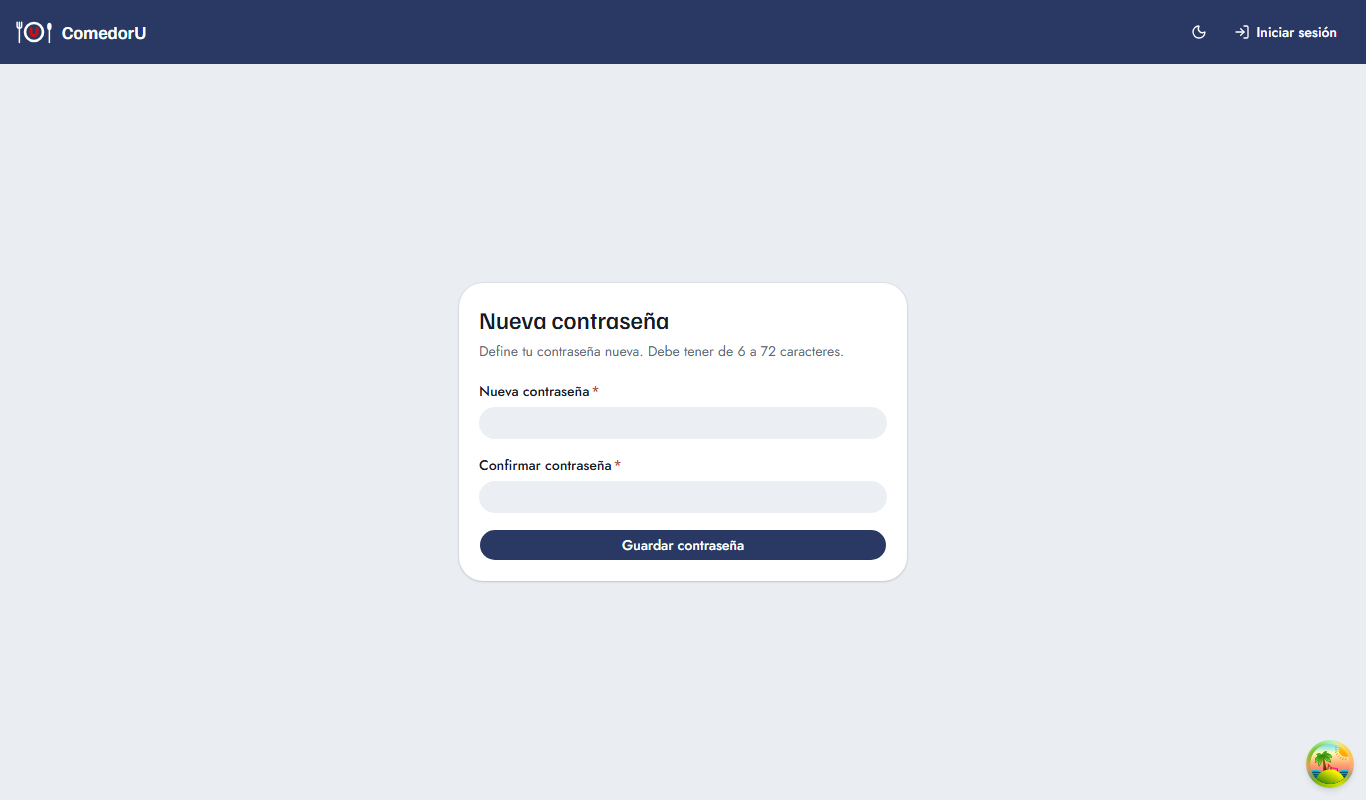 ComedorU
Iniciar sesión
Nueva contraseña
Define tu contraseña nueva. Debe tener de 6 a 72 caracteres.
Nueva contraseña *
Confirmar contraseña *
Guardar contraseña